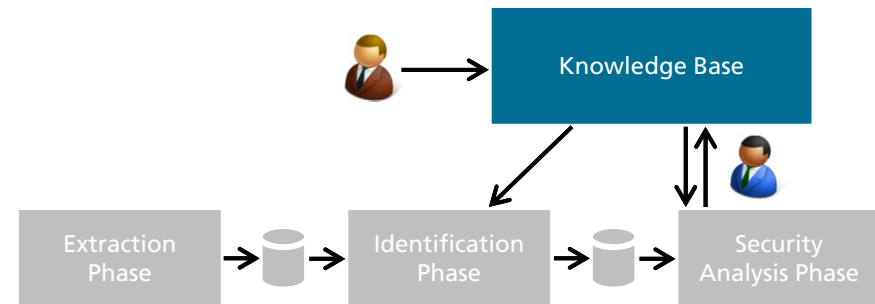 Knowledge Base
Extraction
Phase
Identification
Phase
Security
Analysis Phase